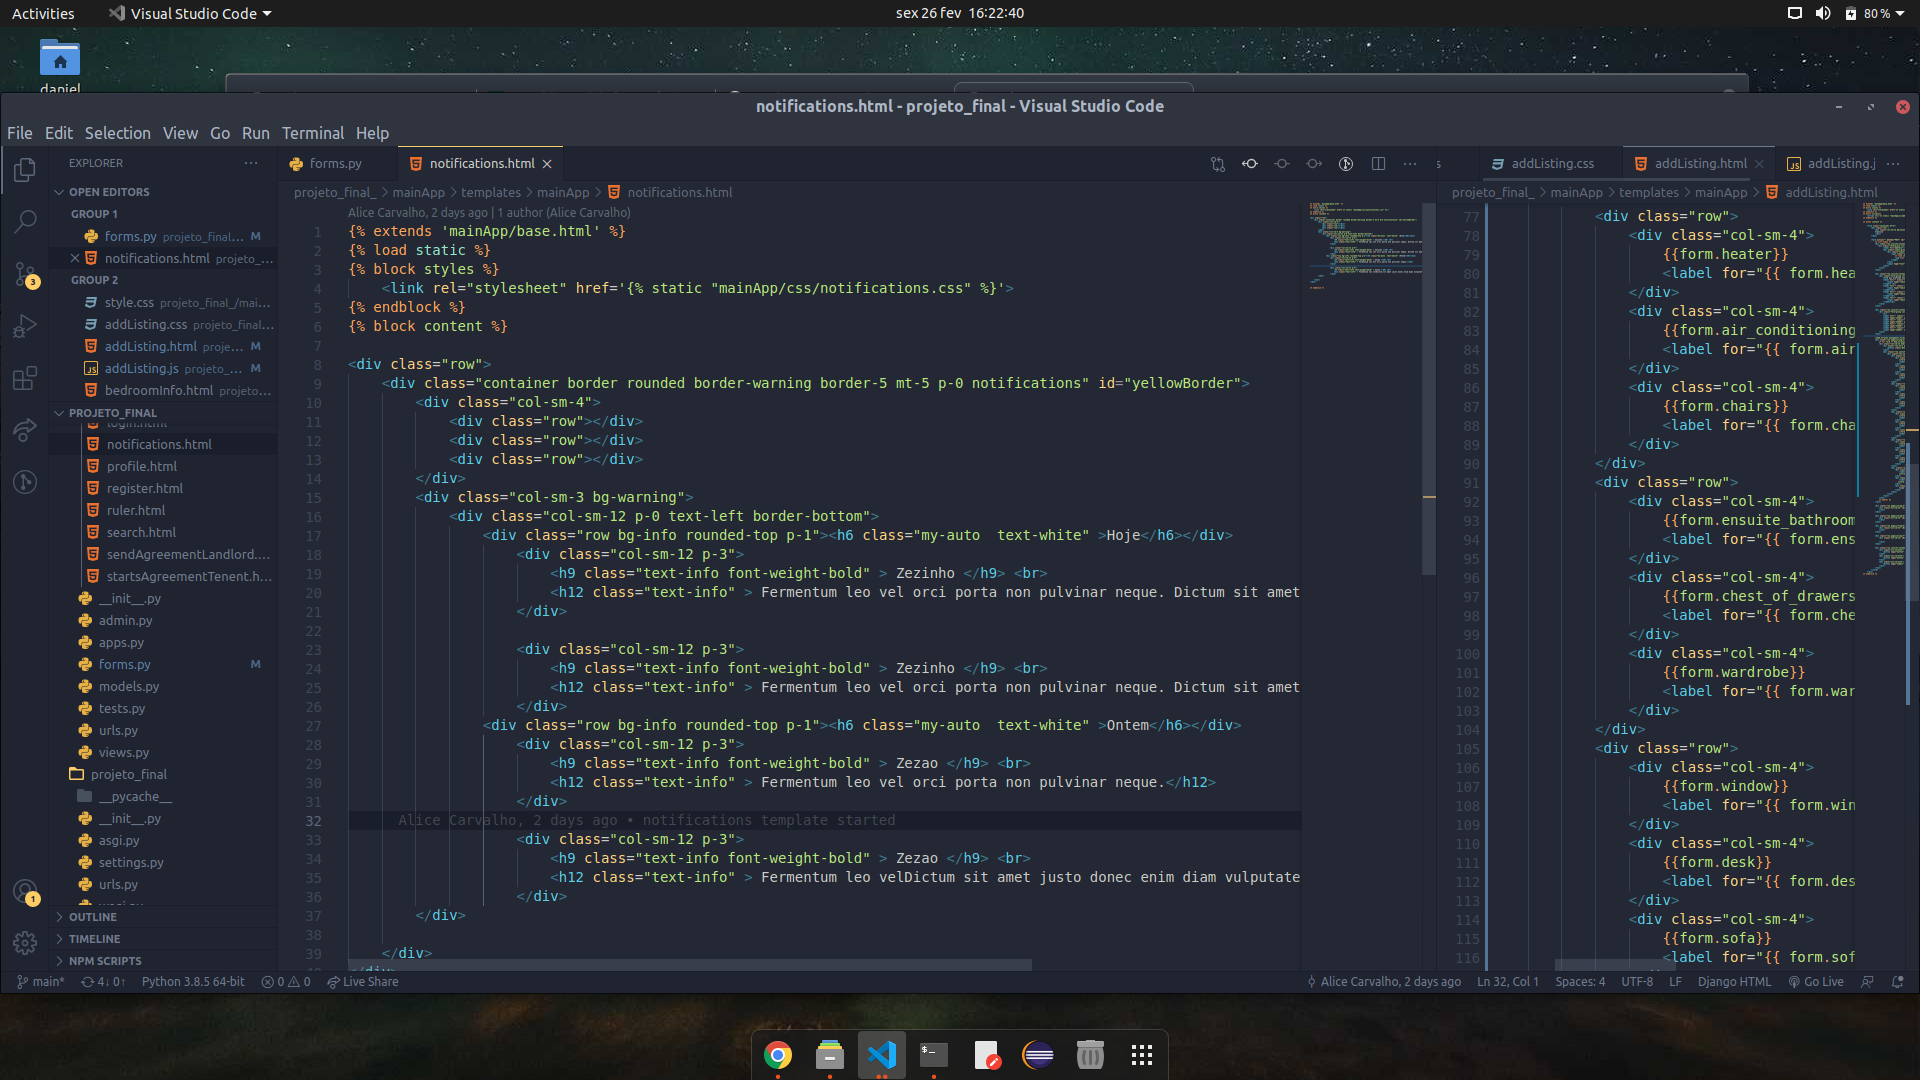 Activities
Visual Studio Code
sex 26 fev 16:22:40
80 %
daniel
notifications.html - projeto_final - Visual Studio Code
File Edit Selection View Go Run Terminal Help
EXPLORER
OPEN EDITORS
GROUP 1
forms.py projeto_final... M
notifications.html projeto_...
GROUP 2
style.css projeto_final_/mai...
addListing.css projeto_final...
addListing.html proje... M
addListing.js projeto_... M
bedroomInfo.html projeto...
PROJETO_FINAL
login.html
notifications.html
profile.html
register.html
ruler.html
search.html
sendAgreementLandlord....
startsAgreementTenent.h...
__init__.py
admin.py
apps.py
forms.py M
models.py
tests.py
urls.py
views.py
projeto_final
__pycache__
__init__.py
asgi.py
settings.py
urls.py
OUTLINE
TIMELINE
NPM SCRIPTS
3
1
forms.py
notifications.html
projeto_final_ > mainApp > templates > mainApp > notifications.html
Alice Carvalho, 2 days ago | 1 author (Alice Carvalho)
1 {% extends 'mainApp/base.html' %}
2 {% load static %}
3 {% block styles %}
4 <link rel="stylesheet" href='{% static "mainApp/css/notifications.css" %}'>
5 {% endblock %}
6 {% block content %}
7
8 <div class="row">
9 <div class="container border rounded border-warning border-5 mt-5 p-0 notifications" id="yellowBorder">
10 <div class="col-sm-4">
11 <div class="row"></div>
12 <div class="row"></div>
13 <div class="row"></div>
14 </div>
15 <div class="col-sm-3 bg-warning">
16 <div class="col-sm-12 p-0 text-left border-bottom">
17 <div class="row bg-info rounded-top p-1"><h6 class="my-auto  text-white" >Hoje</h6></div>
18 <div class="col-sm-12 p-3">
19 <h9 class="text-info font-weight-bold" > Zezinho </h9> <br>
20 <h12 class="text-info" > Fermentum leo vel orci porta non pulvinar neque. Dictum sit amet
21 </div>
22
23 <div class="col-sm-12 p-3">
24 <h9 class="text-info font-weight-bold" > Zezinho </h9> <br>
25 <h12 class="text-info" > Fermentum leo vel orci porta non pulvinar neque. Dictum sit amet
26 </div>
27 <div class="row bg-info rounded-top p-1"><h6 class="my-auto  text-white" >Ontem</h6></div>
28 <div class="col-sm-12 p-3">
29 <h9 class="text-info font-weight-bold" > Zezao </h9> <br>
30 <h12 class="text-info" > Fermentum leo vel orci porta non pulvinar neque.</h12>
31 </div>
32 Alice Carvalho, 2 days ago • notifications template started
33 <div class="col-sm-12 p-3">
34 <h9 class="text-info font-weight-bold" > Zezao </h9> <br>
35 <h12 class="text-info" > Fermentum leo velDictum sit amet justo donec enim diam vulputate
36 </div>
37 </div>
38
39 </div>
s
addListing.css
addListing.html
addListing.j
projeto_final_ > mainApp > templates > mainApp > addListing.html
77 <div class="row">
78 <div class="col-sm-4">
79 {{form.heater}}
80 <label for="{{ form.hea
81 </div>
82 <div class="col-sm-4">
83 {{form.air_conditioning
84 <label for="{{ form.air
85 </div>
86 <div class="col-sm-4">
87 {{form.chairs}}
88 <label for="{{ form.cha
89 </div>
90 </div>
91 <div class="row">
92 <div class="col-sm-4">
93 {{form.ensuite_bathroom
94 <label for="{{ form.ens
95 </div>
96 <div class="col-sm-4">
97 {{form.chest_of_drawers
98 <label for="{{ form.che
99 </div>
100 <div class="col-sm-4">
101 {{form.wardrobe}}
102 <label for="{{ form.war
103 </div>
104 </div>
105 <div class="row">
106 <div class="col-sm-4">
107 {{form.window}}
108 <label for="{{ form.win
109 </div>
110 <div class="col-sm-4">
111 {{form.desk}}
112 <label for="{{ form.des
113 </div>
114 <div class="col-sm-4">
115 {{form.sofa}}
116 <label for="{{ form.sof
main* 4↓ 0↑ Python 3.8.5 64-bit 0 0 Live Share
Alice Carvalho, 2 days ago Ln 32, Col 1 Spaces: 4 UTF-8 LF Django HTML Go Live